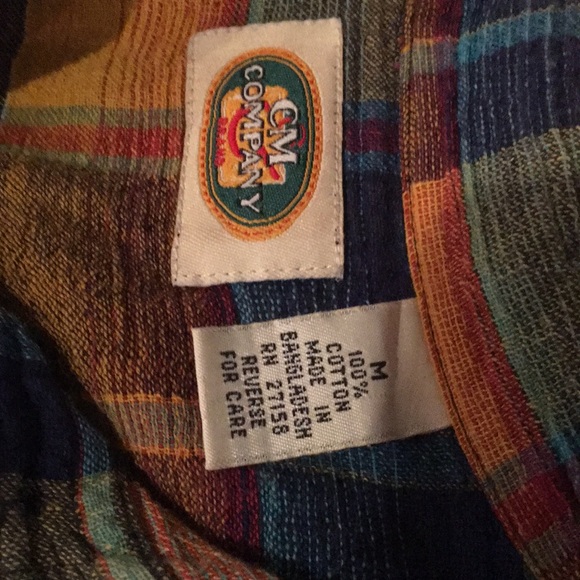 CM
COMPANY
M
100%
COTTON
MADE IN
BANGLADESH
RN 27158
REVERSE
FOR CARE